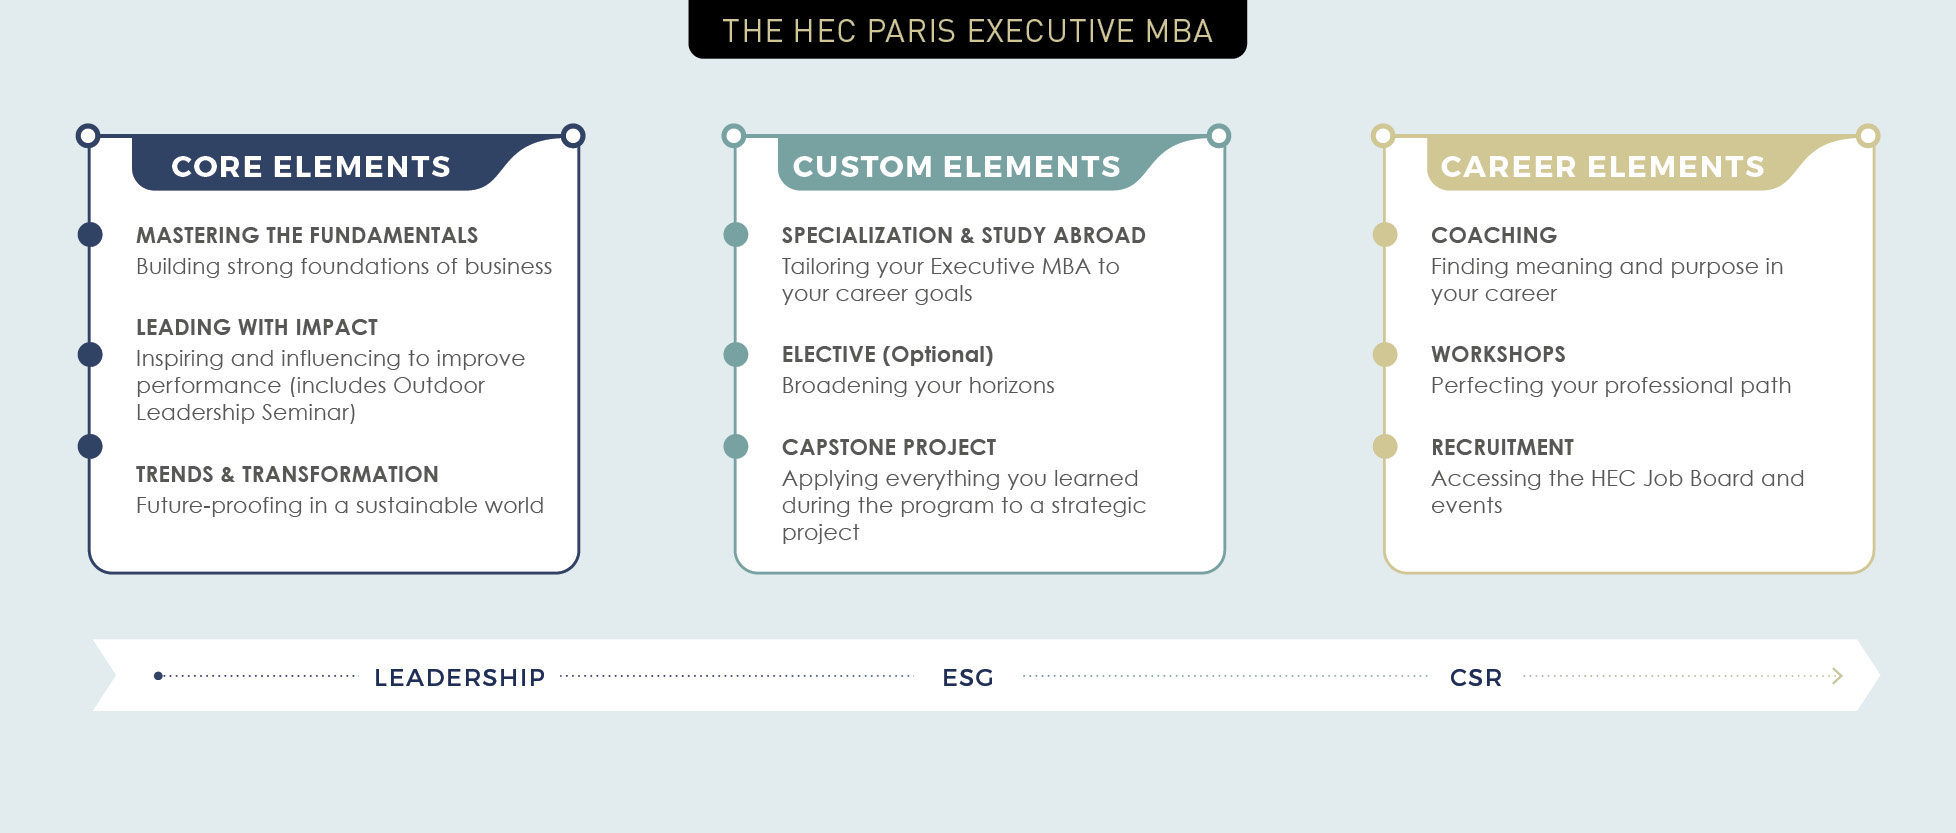 THE HEC PARIS EXECUTIVE MBA
CORE ELEMENTS
MASTERING THE FUNDAMENTALS
Building strong foundations of business
LEADING WITH IMPACT
Inspiring and influencing to improve
performance (includes Outdoor
Leadership Seminar)
TRENDS & TRANSFORMATION
Future-proofing in a sustainable world
CUSTOM ELEMENTS
SPECIALIZATION & STUDY ABROAD
Tailoring your Executive MBA to
your career goals
ELECTIVE (Optional)
Broadening your horizons
CAPSTONE PROJECT
Applying everything you learned
during the program to a strategic
project
CAREER ELEMENTS
COACHING
Finding meaning and purpose in
your career
WORKSHOPS
Perfecting your professional path
RECRUITMENT
Accessing the HEC Job Board and
events
LEADERSHIP
ESG
CSR